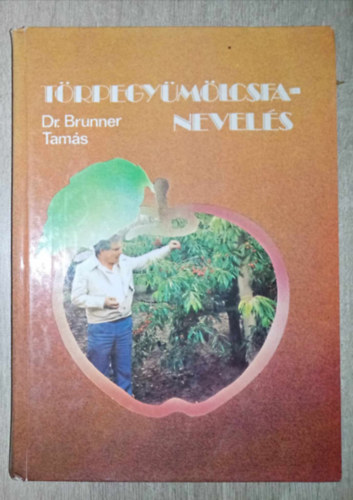 TÖRPEGYÜMÖLCSFA-
NEVELÉS
Dr. Brunner
Tamás